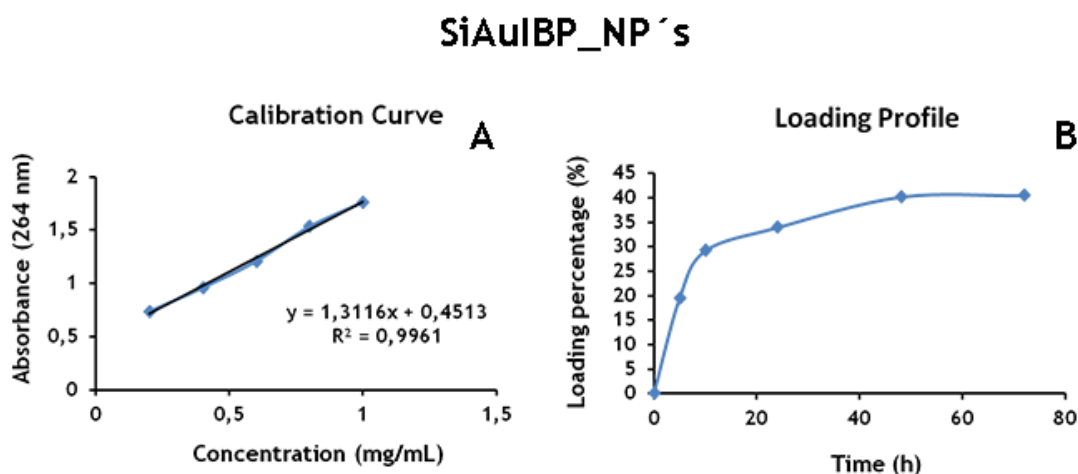 SiAuIBP_NP´s
Calibration Curve
A
Absorbance (264 nm)
2
1,5
1
0,5
0
0
0,5
1
1,5
y = 1,3116x + 0,4513
R² = 0,9961
Concentration (mg/mL)
Loading Profile
B
Loading percentage (%)
45
40
35
30
25
20
15
10
5
0
0
20
40
60
80
Time (h)